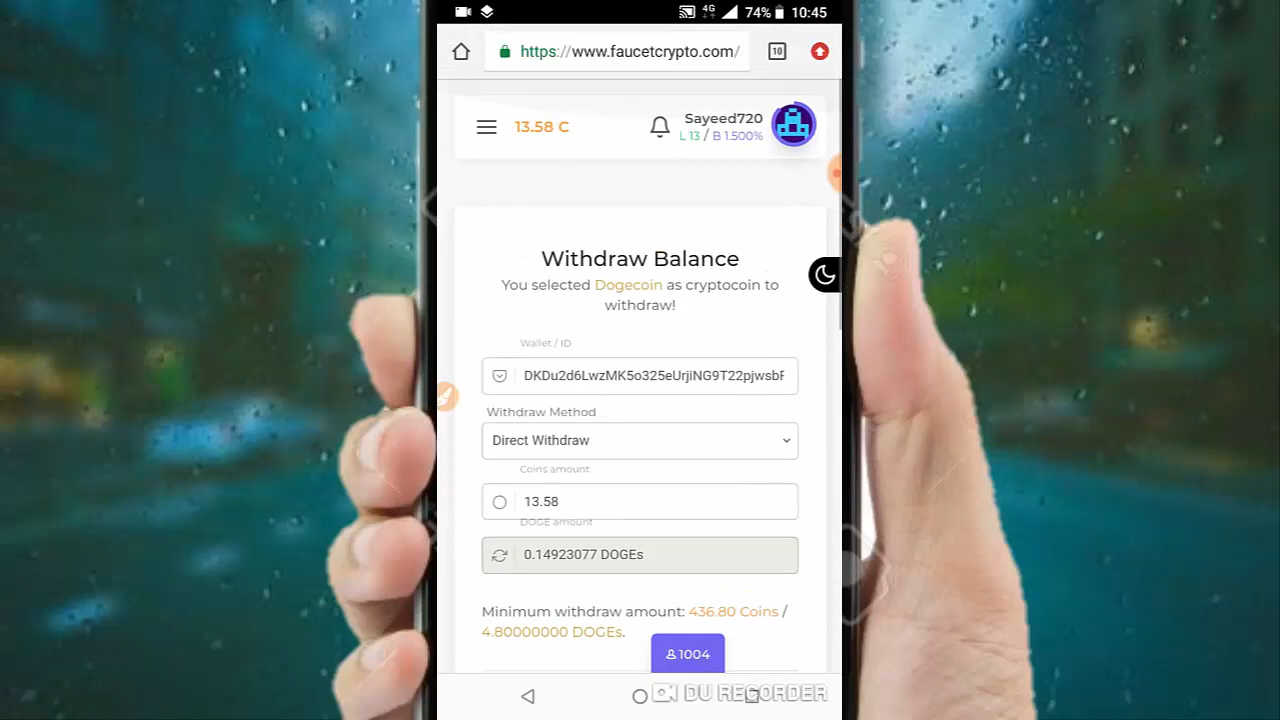 74% 10:45
4G
https://www.faucetcrypto.com/
10
13.58 C
Sayeed720
L 13 / B 1.500%
Withdraw Balance
You selected Dogecoin as cryptocoin to
withdraw!
Wallet / ID
DKDu2d6LwzMK5o325eUrjiNG9T22pjwsbF
Withdraw Method
Direct Withdraw
Coins amount
13.58
DOGE amount
0.14923077 DOGEs
Minimum withdraw amount: 436.80 Coins /
4.80000000 DOGEs.
1004
DU RECORDER